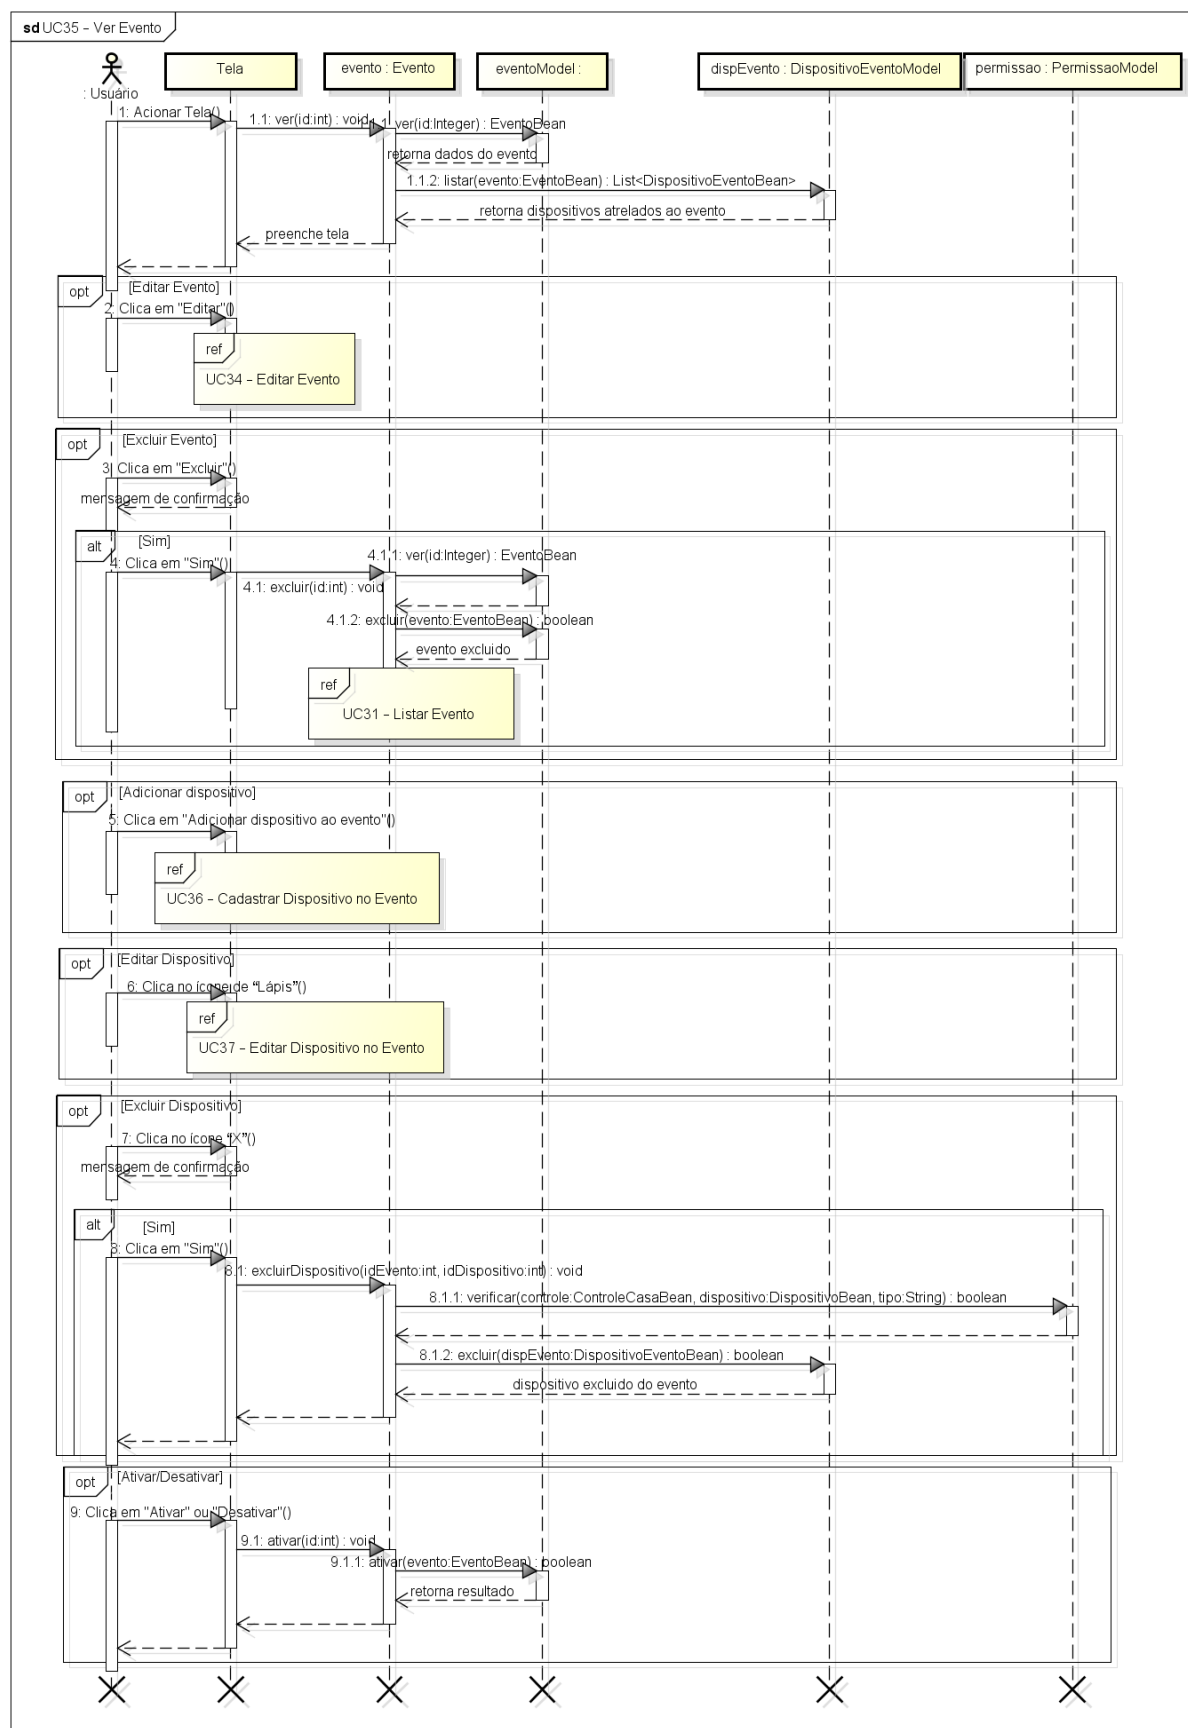 sd UC35 - Ver Evento
: Usuário
Tela
evento : Evento
eventoModel :
dispEvento : DispositivoEventoModel
permissao : PermissaoModel
1: Acionar Tela()
1.1: ver(id:int) : void
ver(id:Integer) : EventoBean
retorna dados do evento
1.1.2: listar(evento:EventoBean) : List<DispositivoEventoBean>
retorna dispositivos atrelados ao evento
preenche tela
opt
[Editar Evento]
2: Clica em "Editar"()
ref
UC34 - Editar Evento
opt
[Excluir Evento]
3: Clica em "Excluir"()
mensagem de confirmação
alt
[Sim]
4: Clica em "Sim"()
4.1: excluir(id:int) : void
4.1.1: ver(id:Integer) : EventoBean
4.1.2: excluir(evento:EventoBean) : boolean
evento excluido
ref
UC31 - Listar Evento
opt
[Adicionar dispositivo]
5: Clica em "Adicionar dispositivo ao evento"()
ref
UC36 - Cadastrar Dispositivo no Evento
opt
[Editar Dispositivo]
6: Clica no ícone de “Lápis”()
ref
UC37 - Editar Dispositivo no Evento
opt
[Excluir Dispositivo]
7: Clica no ícone “X”()
mensagem de confirmação
alt
[Sim]
8: Clica em "Sim"()
8.1: excluirDispositivo(idEvento:int, idDispositivo:int) : void
8.1.1: verificar(controle:ControleCasaBean, dispositivo:DispositivoBean, tipo:String) : boolean
8.1.2: excluir(dispEvento:DispositivoEventoBean) : boolean
dispositivo excluido do evento
opt
[Ativar/Desativar]
9: Clica em "Ativar" ou "Desativar"()
9.1: ativar(id:int) : void
9.1.1: ativar(evento:EventoBean) : boolean
retorna resultado